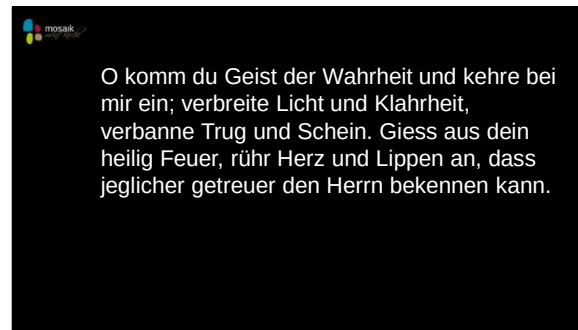 mosaik
O komm du Geist der Wahrheit und kehre bei
mir ein; verbreite Licht und Klahrheit,
verbanne Trug und Schein. Giess aus dein
heilig Feuer, rühr Herz und Lippen an, dass
jeglicher getreuer den Herrn bekennen kann.